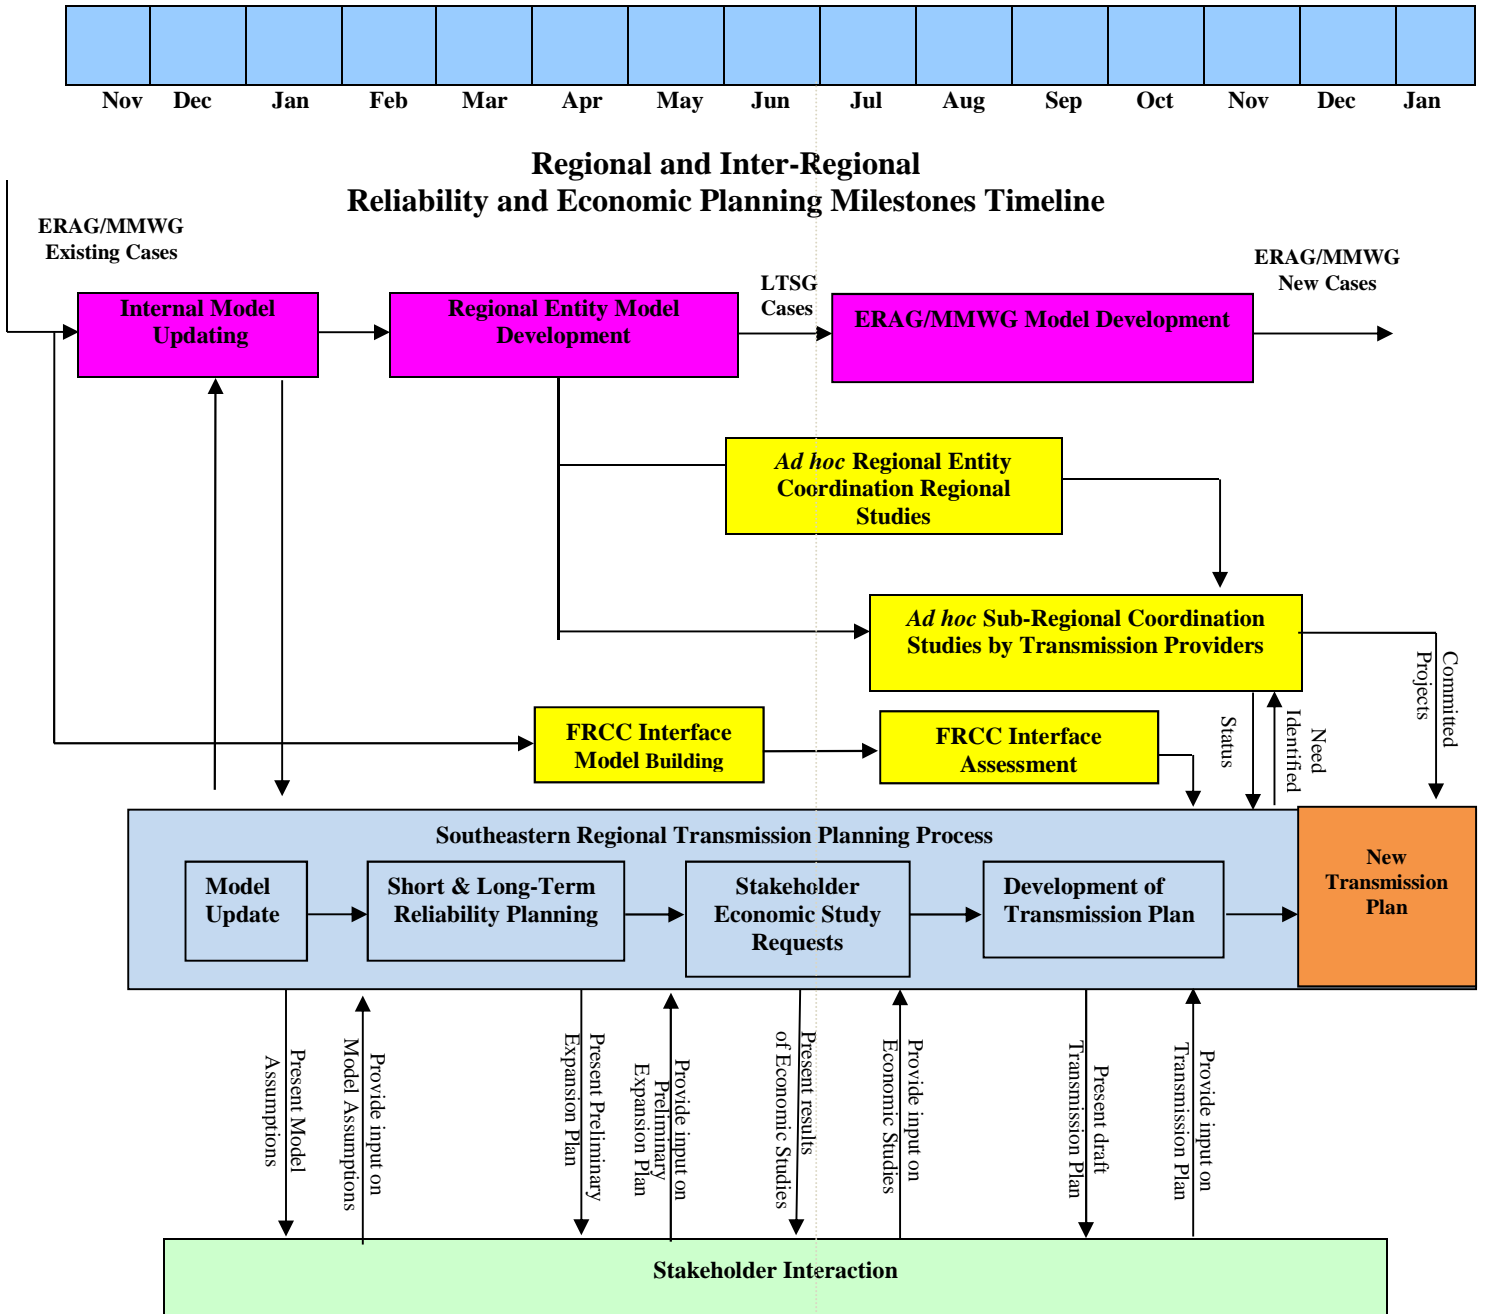 Nov Dec Jan Feb Mar Apr May Jun Jul Aug Sep Oct Nov Dec Jan
Regional and Inter-Regional
Reliability and Economic Planning Milestones Timeline
ERAG/MMWG
Existing Cases
Internal Model
Updating
Regional Entity Model
Development
LTSG
Cases
ERAG/MMWG Model Development
ERAG/MMWG
New Cases
Ad hoc Regional Entity
Coordination Regional
Studies
Ad hoc Sub-Regional Coordination
Studies by Transmission Providers
FRCC Interface
Model Building
FRCC Interface
Assessment
Status
Need
Identified
Committed
Projects
Southeastern Regional Transmission Planning Process
Model
Update
Short & Long-Term
Reliability Planning
Stakeholder
Economic Study
Requests
Development of
Transmission Plan
New
Transmission
Plan
Present Model
Assumptions
Provide input on
Model Assumptions
Present Preliminary
Expansion Plan
Provide input on
Preliminary
Expansion Plan
Present results
of Economic Studies
Provide input on
Economic Studies
Present draft
Transmission Plan
Provide input on
Transmission Plan
Stakeholder Interaction